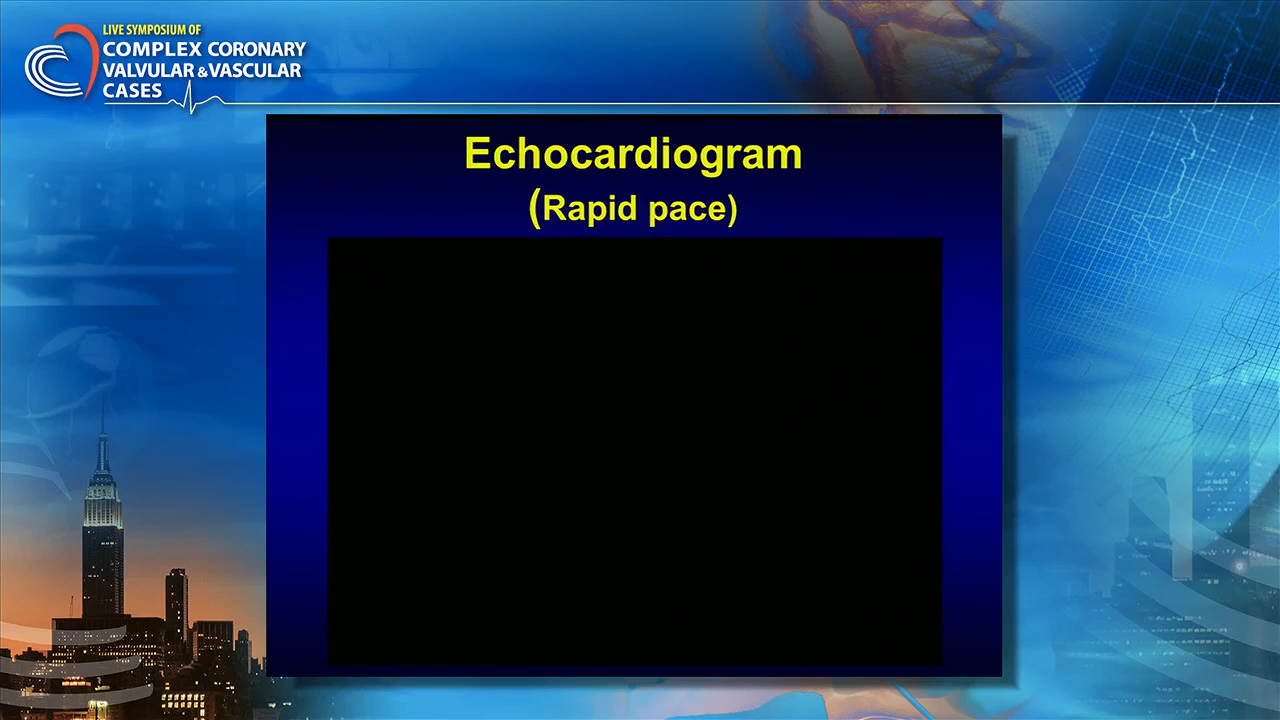 LIVE SYMPOSIUM OF
COMPLEX CORONARY
VALVULAR & VASCULAR
CASES
Echocardiogram
(Rapid pace)